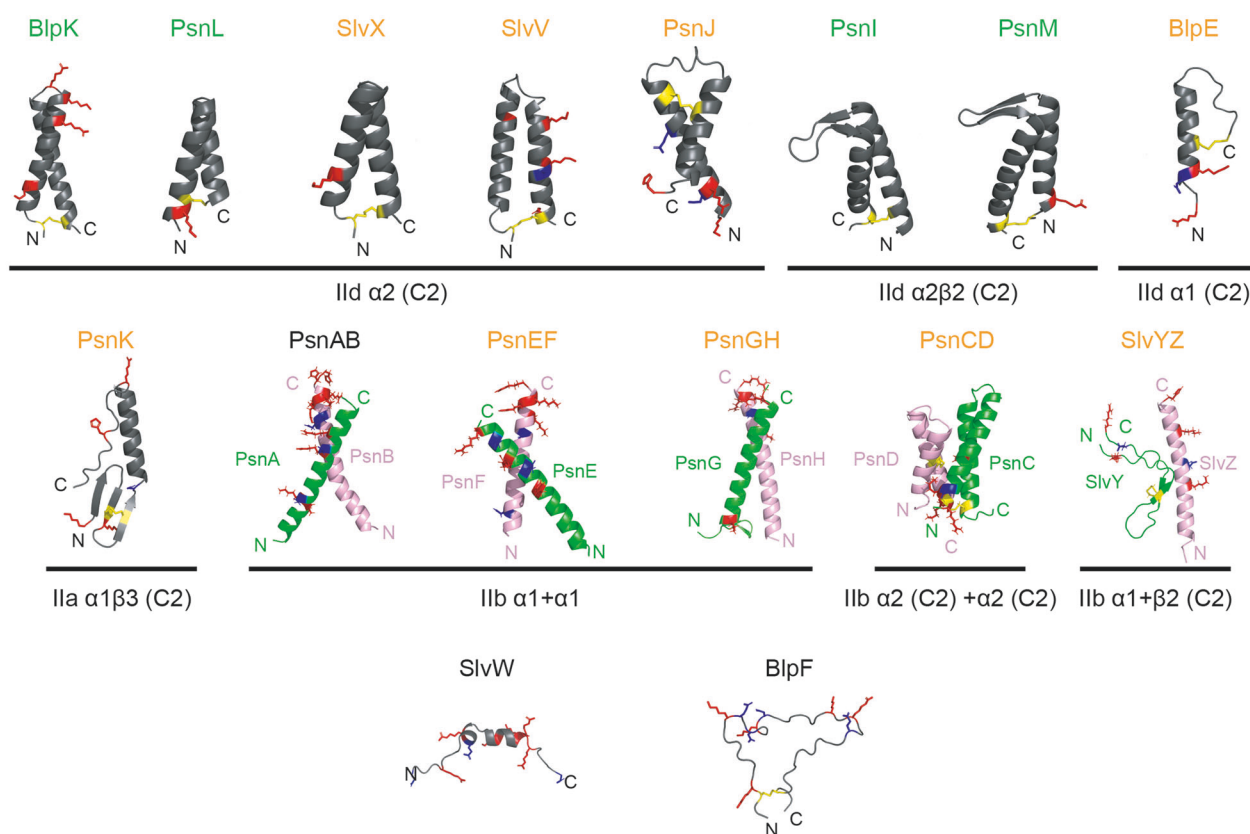 BlpK PsnL SlvX SlvV PsnJ PsnI PsnM BlpE
N C N C N C N C C N N C C N C N
IId α2 (C2) IId α2β2 (C2) IId α1 (C2)
PsnK PsnAB PsnEF PsnGH PsnCD SlvYZ
C N
C C PsnA PsnB N N
C C PsnF PsnE N N
C C PsnG PsnH N N
PsnD PsnC N N C C
N C SlvY SlvZ N C
IIa α1β3 (C2) IIb α1+α1 IIb α2 (C2) +α2 (C2) IIb α1+β2 (C2)
SlvW BlpF
N C N C